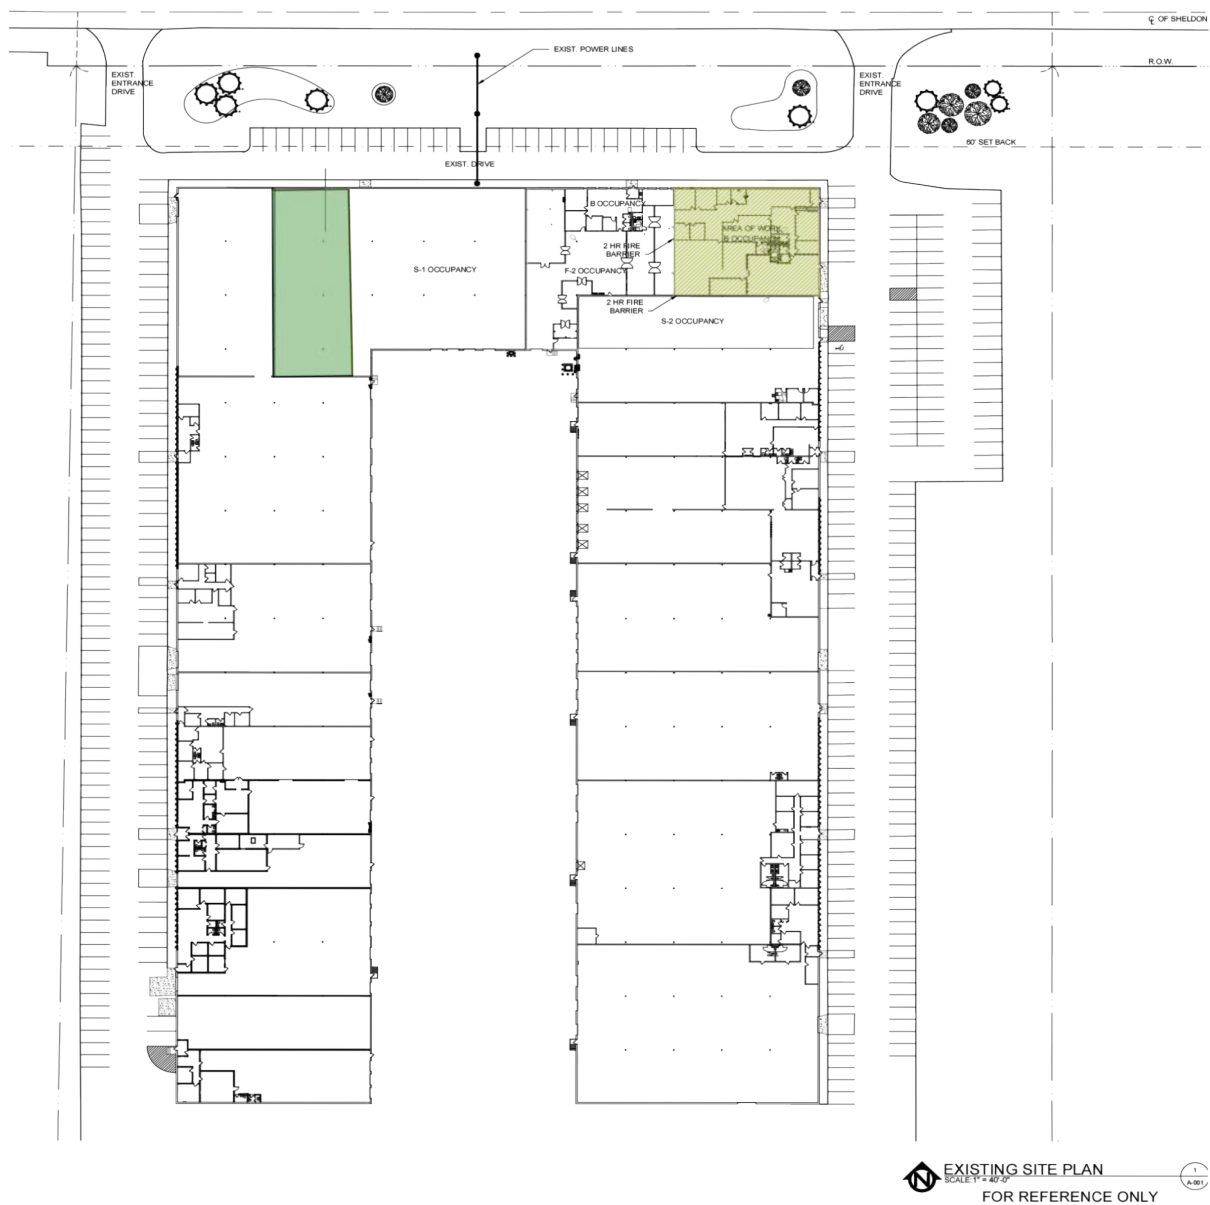 ℄ OF SHELDON
EXIST. POWER LINES
R.O.W.
EXIST.
ENTRANCE
DRIVE
EXIST.
ENTRANCE
DRIVE
60' SET BACK
EXIST. DRIVE
B OCCUPANCY
AREA OF WORK
B OCCUPANCY
2 HR FIRE
BARRIER
S-1 OCCUPANCY
F-2 OCCUPANCY
2 HR FIRE
BARRIER
S-2 OCCUPANCY
N
EXISTING SITE PLAN
SCALE: 1" = 40'-0"
1
A-001
FOR REFERENCE ONLY